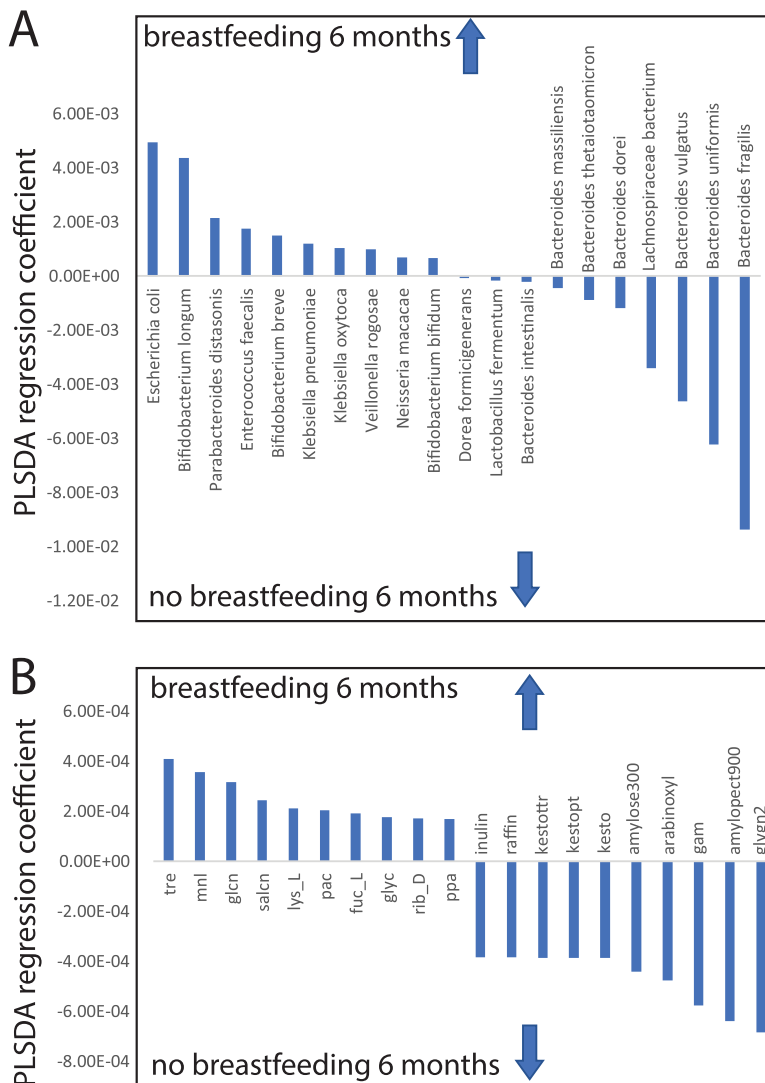 A
breastfeeding 6 months
PLSDA regression coefficient
6.00E-03
4.00E-03
2.00E-03
0.00E+00
-2.00E-03
-4.00E-03
-6.00E-03
-8.00E-03
-1.00E-02
-1.20E-02
Escherichia coli
Bifidobacterium longum
Parabacteroides distasonis
Enterococcus faecalis
Bifidobacterium breve
Klebsiella pneumoniae
Klebsiella oxytoca
Veillonella rogosae
Neisseria macacae
Bifidobacterium bifidum
Dorea formicigenerans
Lactobacillus fermentum
Bacteroides intestinalis
Bacteroides massiliensis
Bacteroides thetaiotaomicron
Bacteroides dorei
Lachnospiraceae bacterium
Bacteroides vulgatus
Bacteroides uniformis
Bacteroides fragilis
no breastfeeding 6 months
B
breastfeeding 6 months
PLSDA regression coefficient
6.00E-04
4.00E-04
2.00E-04
0.00E+00
-2.00E-04
-4.00E-04
-6.00E-04
-8.00E-04
tre
mnl
glcn
salcn
lys_L
pac
fuc_L
glyc
rib_D
ppa
inulin
raffin
kestottr
kestopt
kesto
amylose300
arabinoxyl
gam
amylopect900
glygn2
no breastfeeding 6 months